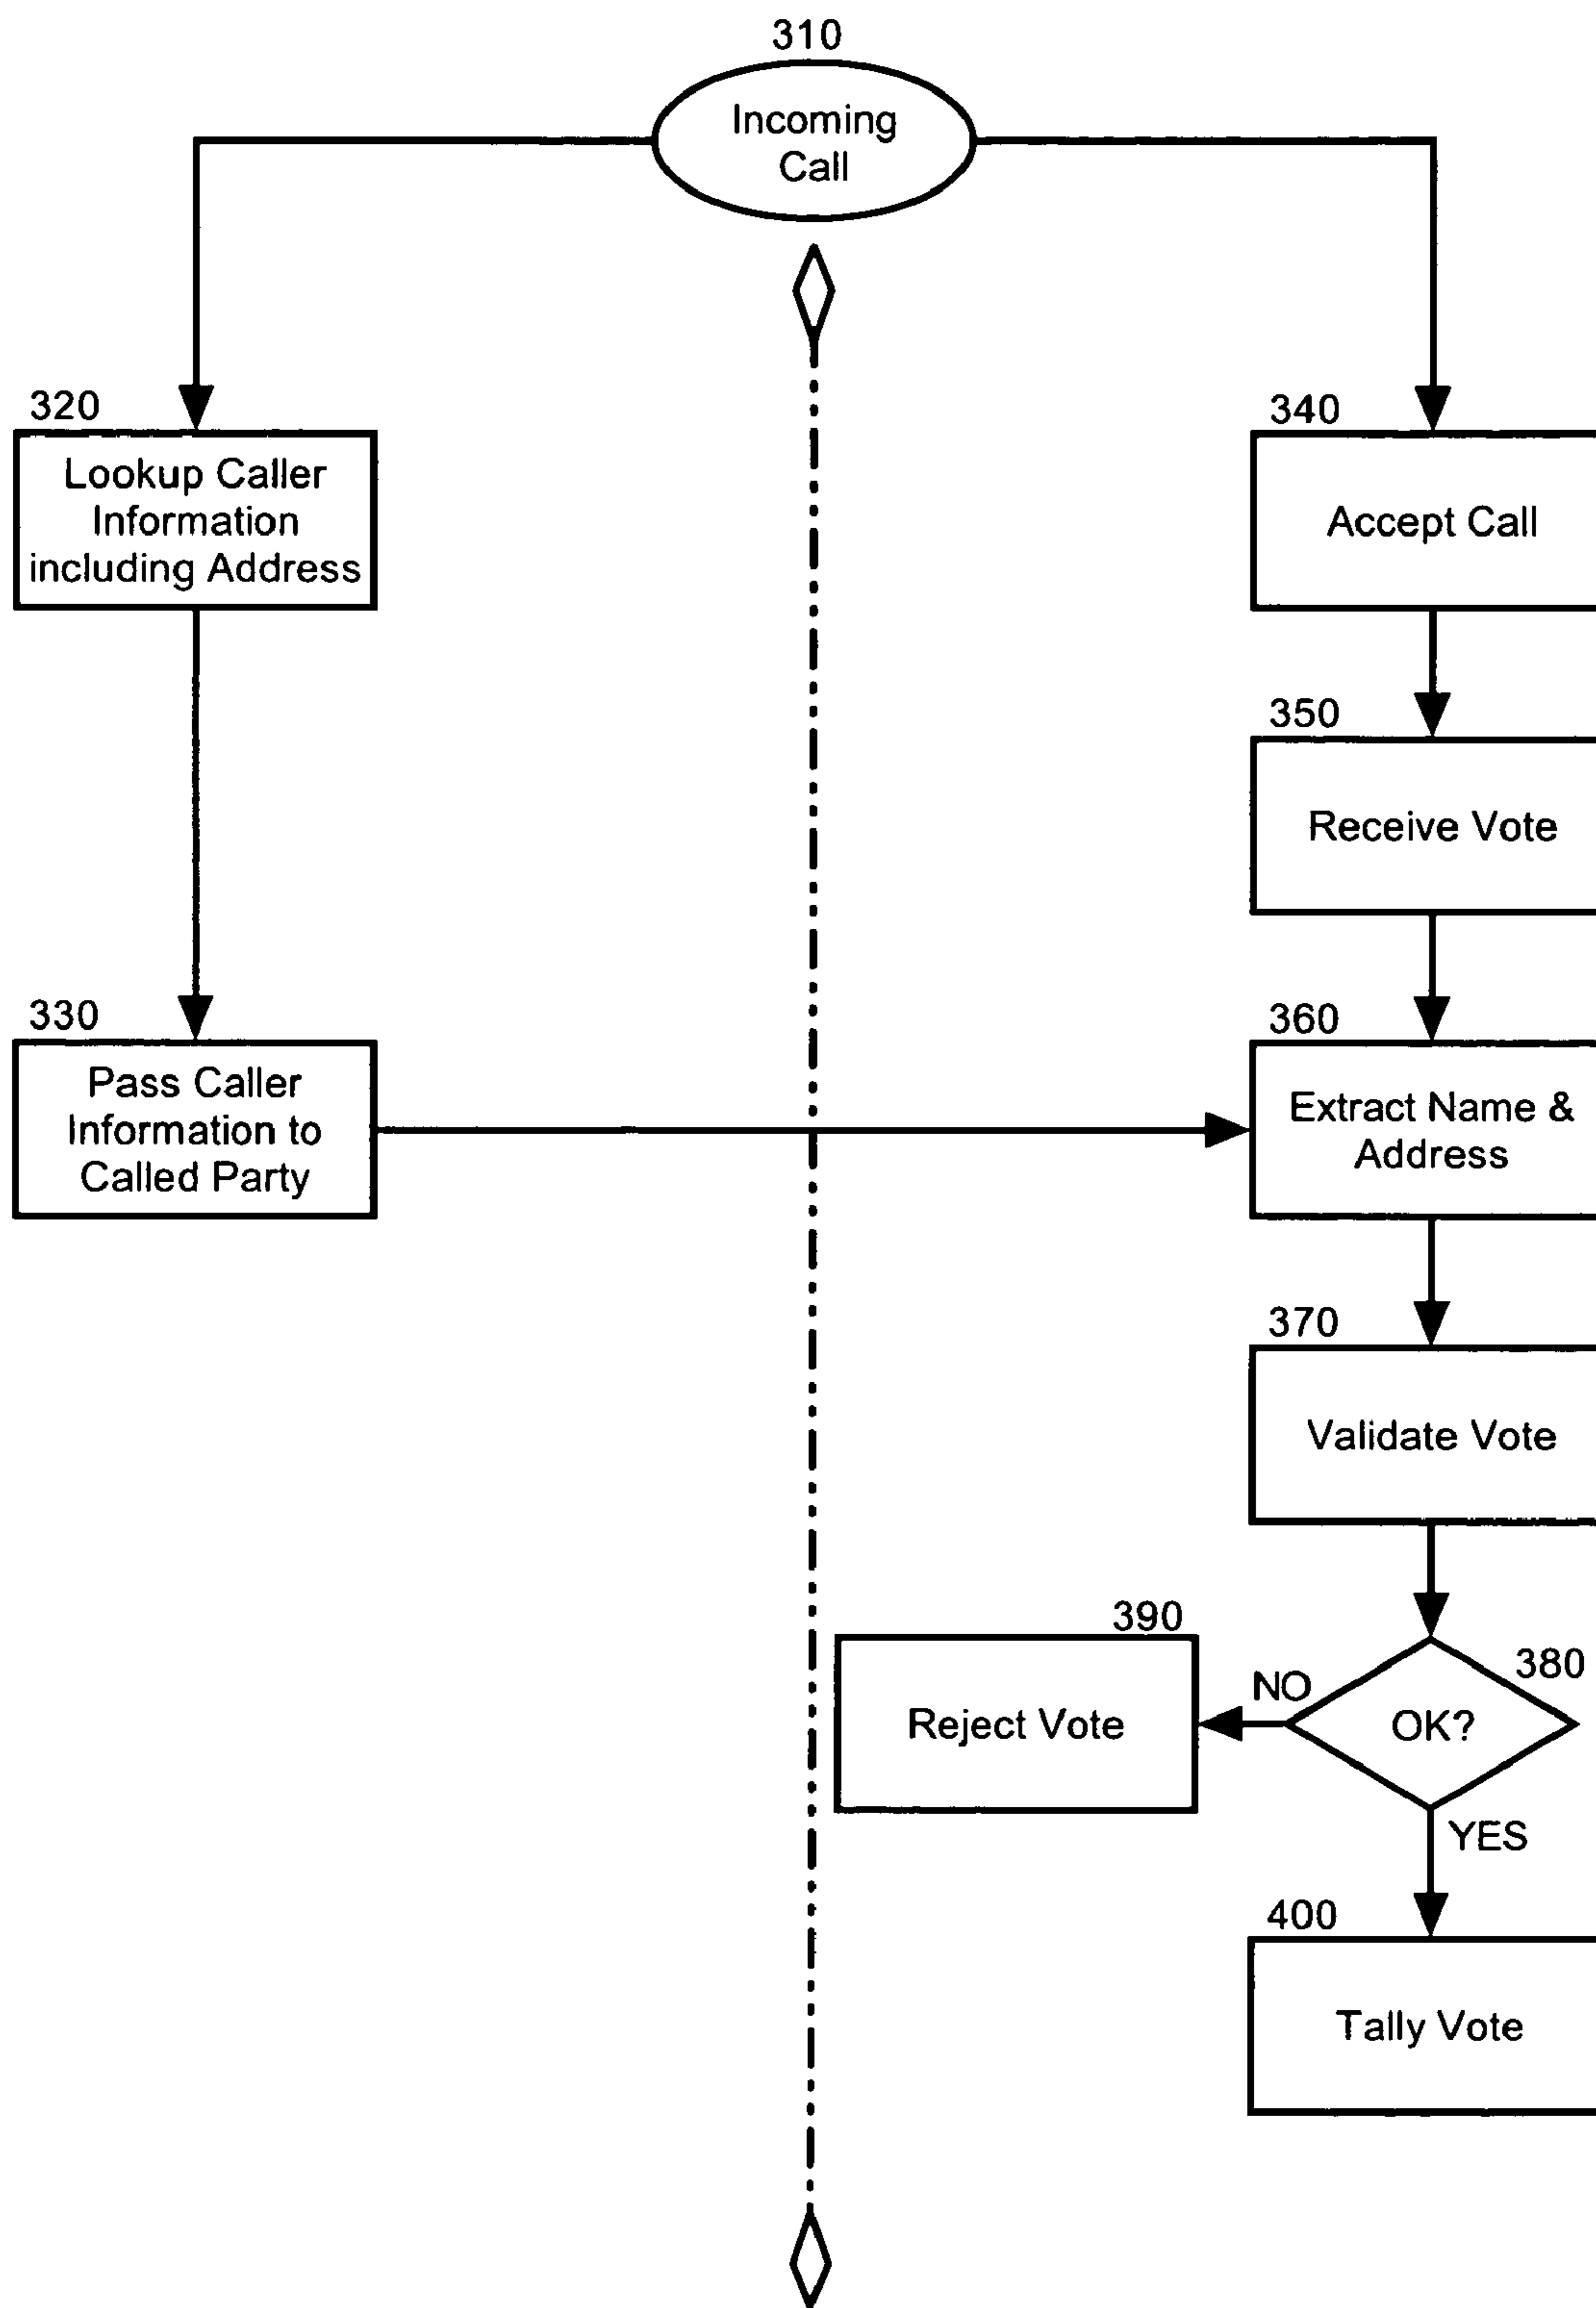 310
Incoming
Call
320
Lookup Caller
Information
including Address
340
Accept Call
350
Receive Vote
330
Pass Caller
Information to
Called Party
360
Extract Name &
Address
370
Validate Vote
390
Reject Vote
NO
380
OK?
YES
400
Tally Vote